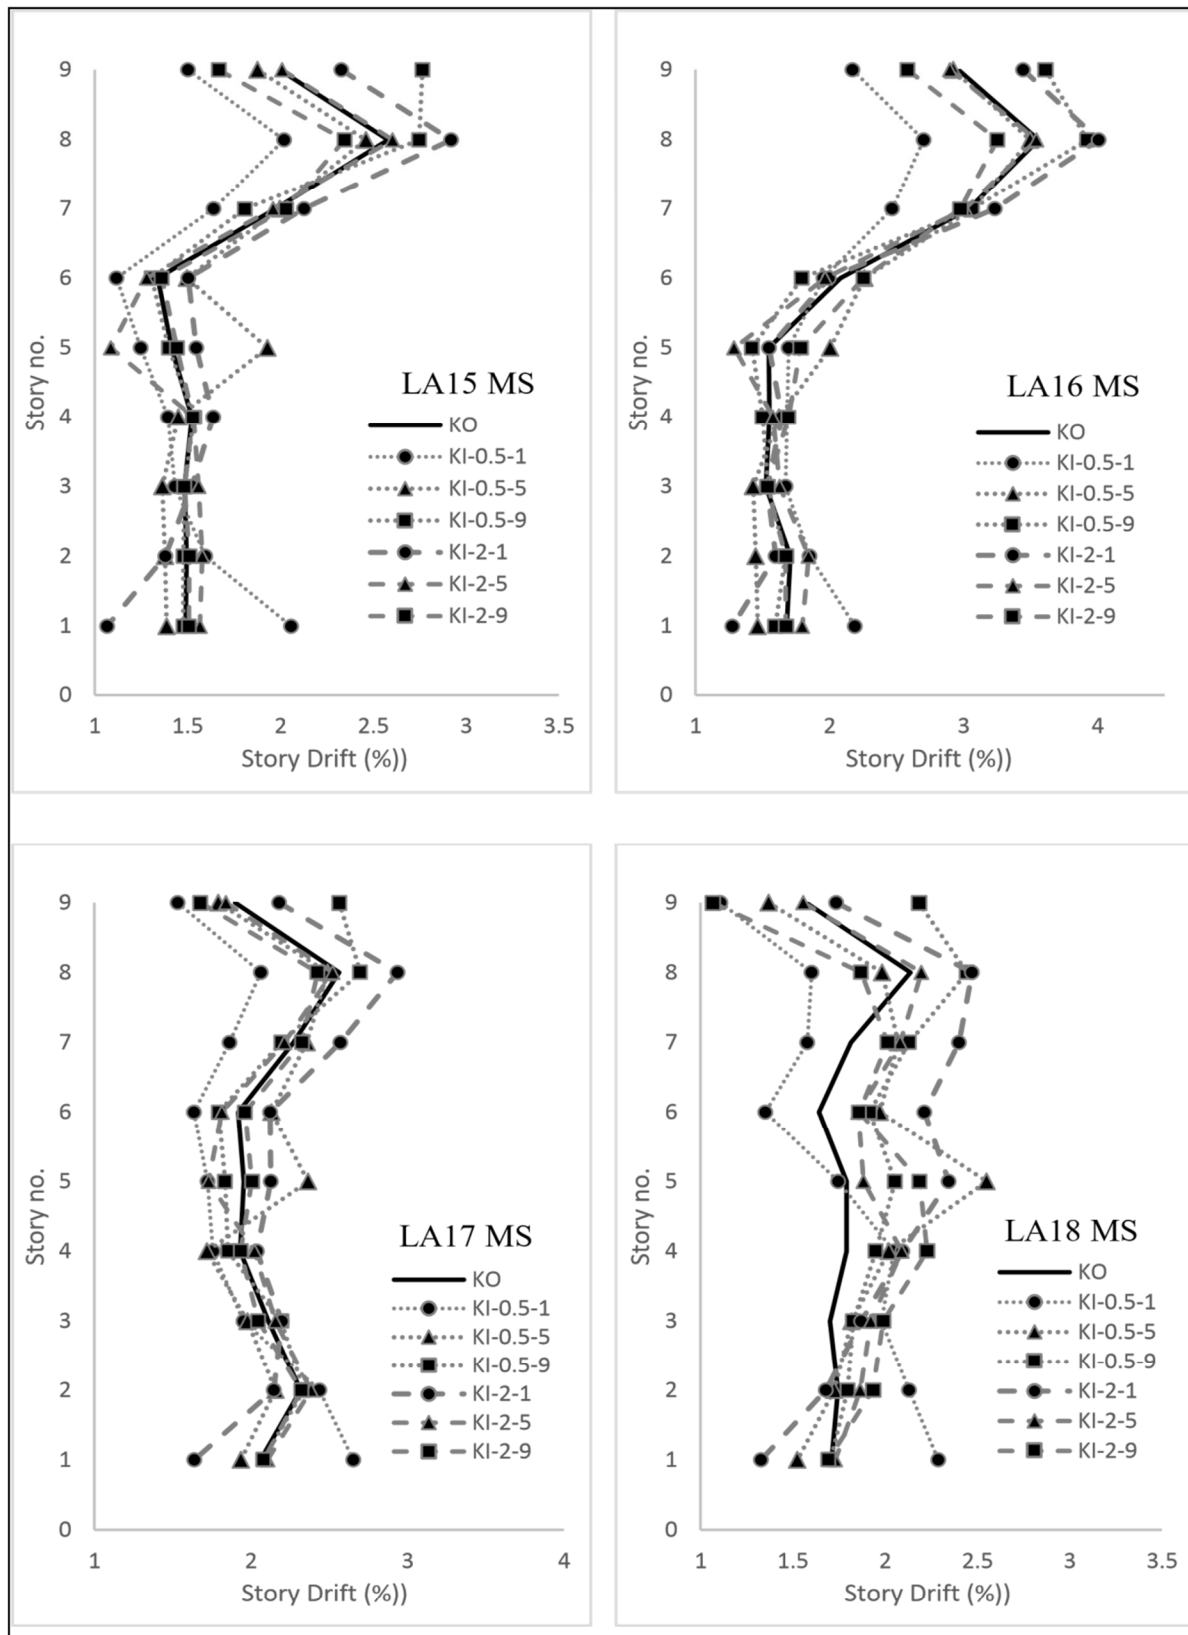 9
8
7
6
5
4
3
2
1
0
Story no.
LA15 MS
KO
KI-0.5-1
KI-0.5-5
KI-0.5-9
KI-2-1
KI-2-5
KI-2-9
1 1.5 2 2.5 3 3.5
Story Drift (%))
9
8
7
6
5
4
3
2
1
0
Story no.
LA16 MS
KO
KI-0.5-1
KI-0.5-5
KI-0.5-9
KI-2-1
KI-2-5
KI-2-9
1 2 3 4
Story Drift (%))
9
8
7
6
5
4
3
2
1
0
Story no.
LA17 MS
KO
KI-0.5-1
KI-0.5-5
KI-0.5-9
KI-2-1
KI-2-5
KI-2-9
1 2 3 4
Story Drift (%))
9
8
7
6
5
4
3
2
1
0
Story no.
LA18 MS
KO
KI-0.5-1
KI-0.5-5
KI-0.5-9
KI-2-1
KI-2-5
KI-2-9
1 1.5 2 2.5 3 3.5
Story Drift (%))